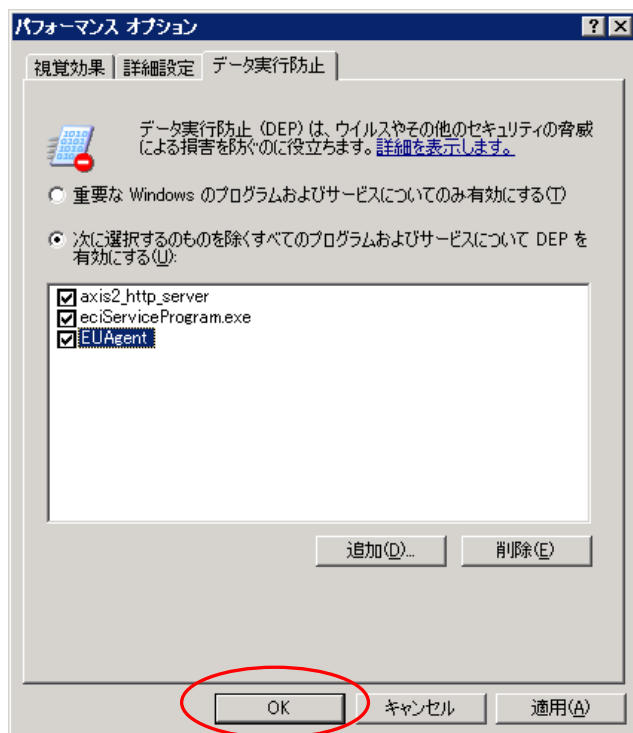 パフォーマンス オプション
視覚効果 詳細設定 データ実行防止
データ実行防止 (DEP) は、ウイルスやその他のセキュリティの脅威
による損害を防ぐのに役立ちます。詳細を表示します。
重要な Windows のプログラムおよびサービスについてのみ有効にする(T)
次に選択するのものを除くすべてのプログラムおよびサービスについて DEP を
有効にする(U):
axis2_http_server
eciServiceProgram.exe
EUAgent
追加(D)... 削除(E)
OK キャンセル 適用(A)